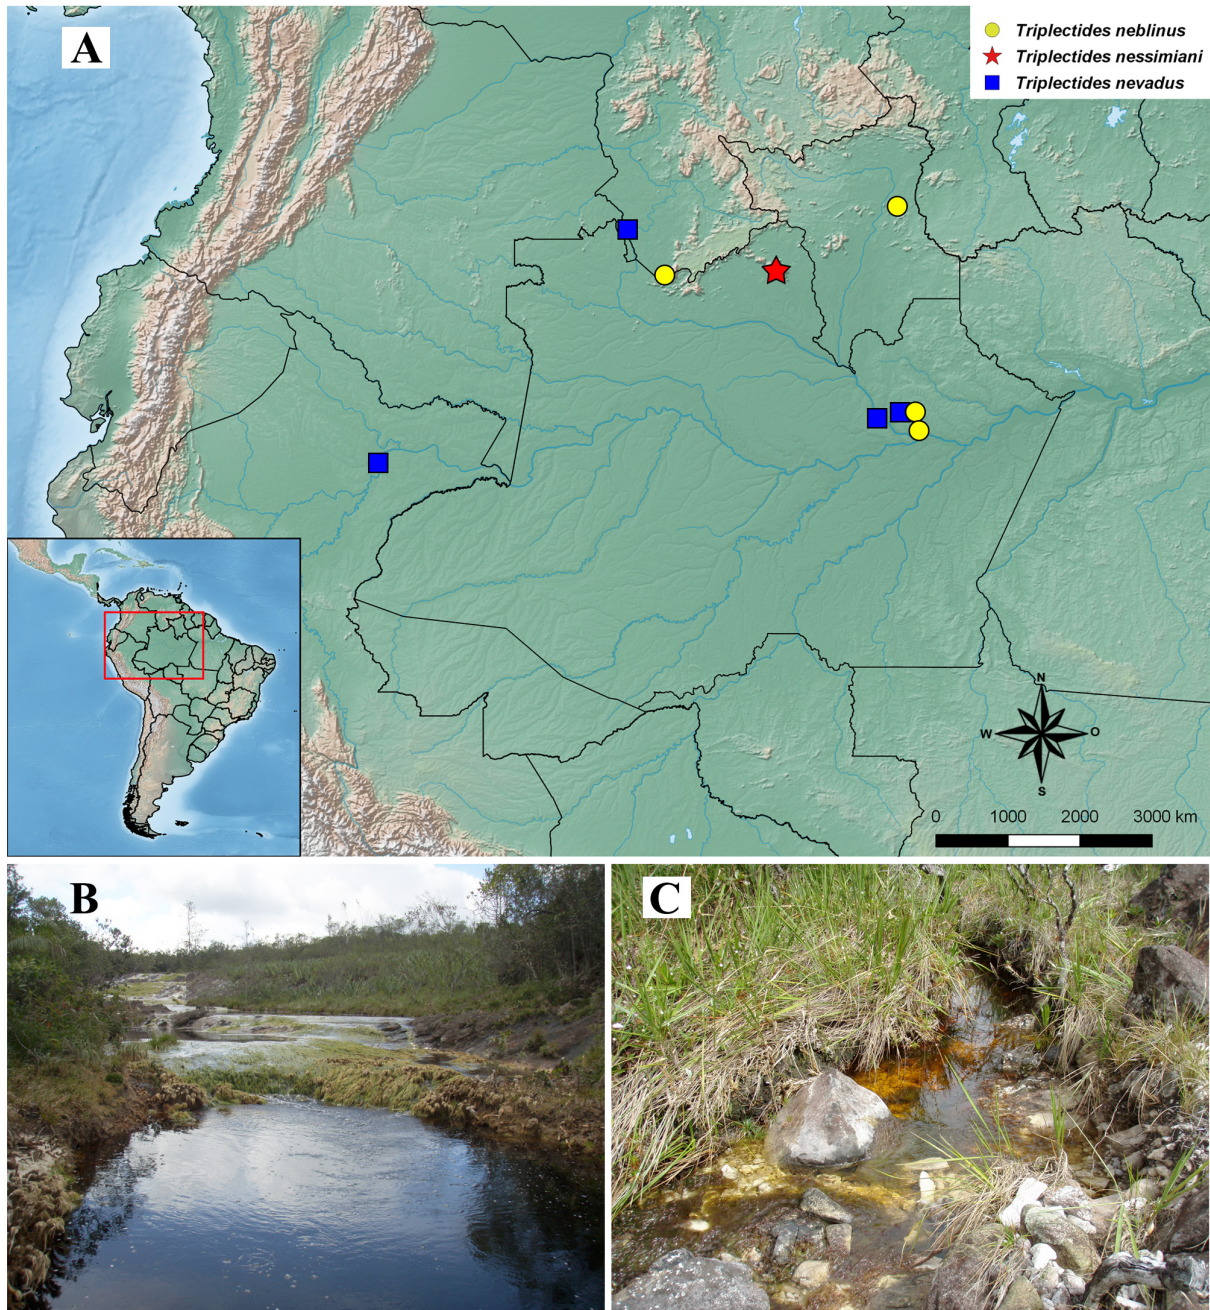 A
Triplectides neblinus
Triplectides nessimiani
Triplectides nevadus
N
W O
S
0 1000 2000 3000 km
B
C